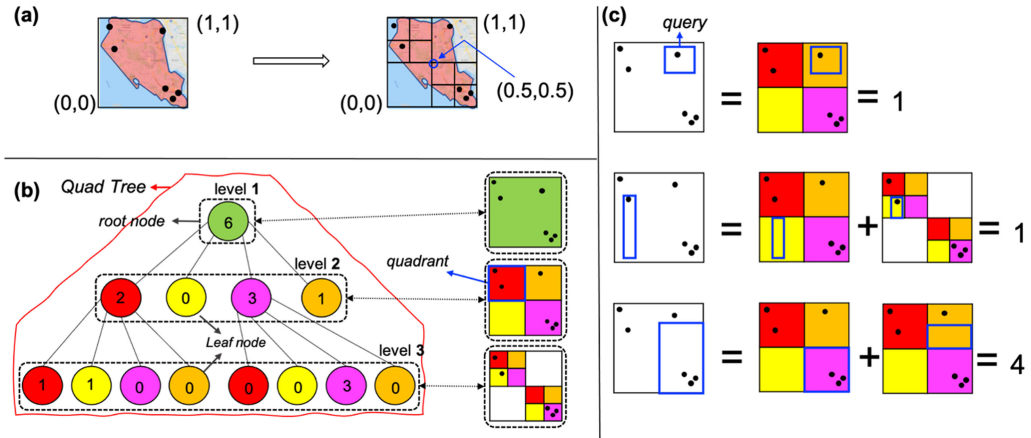 (a)
(1,1)
(0,0)
(1,1)
(0,0)
(0.5,0.5)
(b)
Quad Tree
level 1
root node
6
level 2
quadrant
2 0 3 1
Leaf node
level 3
1 1 0 0 0 0 3 0
(c)
query
= = 1
= + = 1
= + = 4